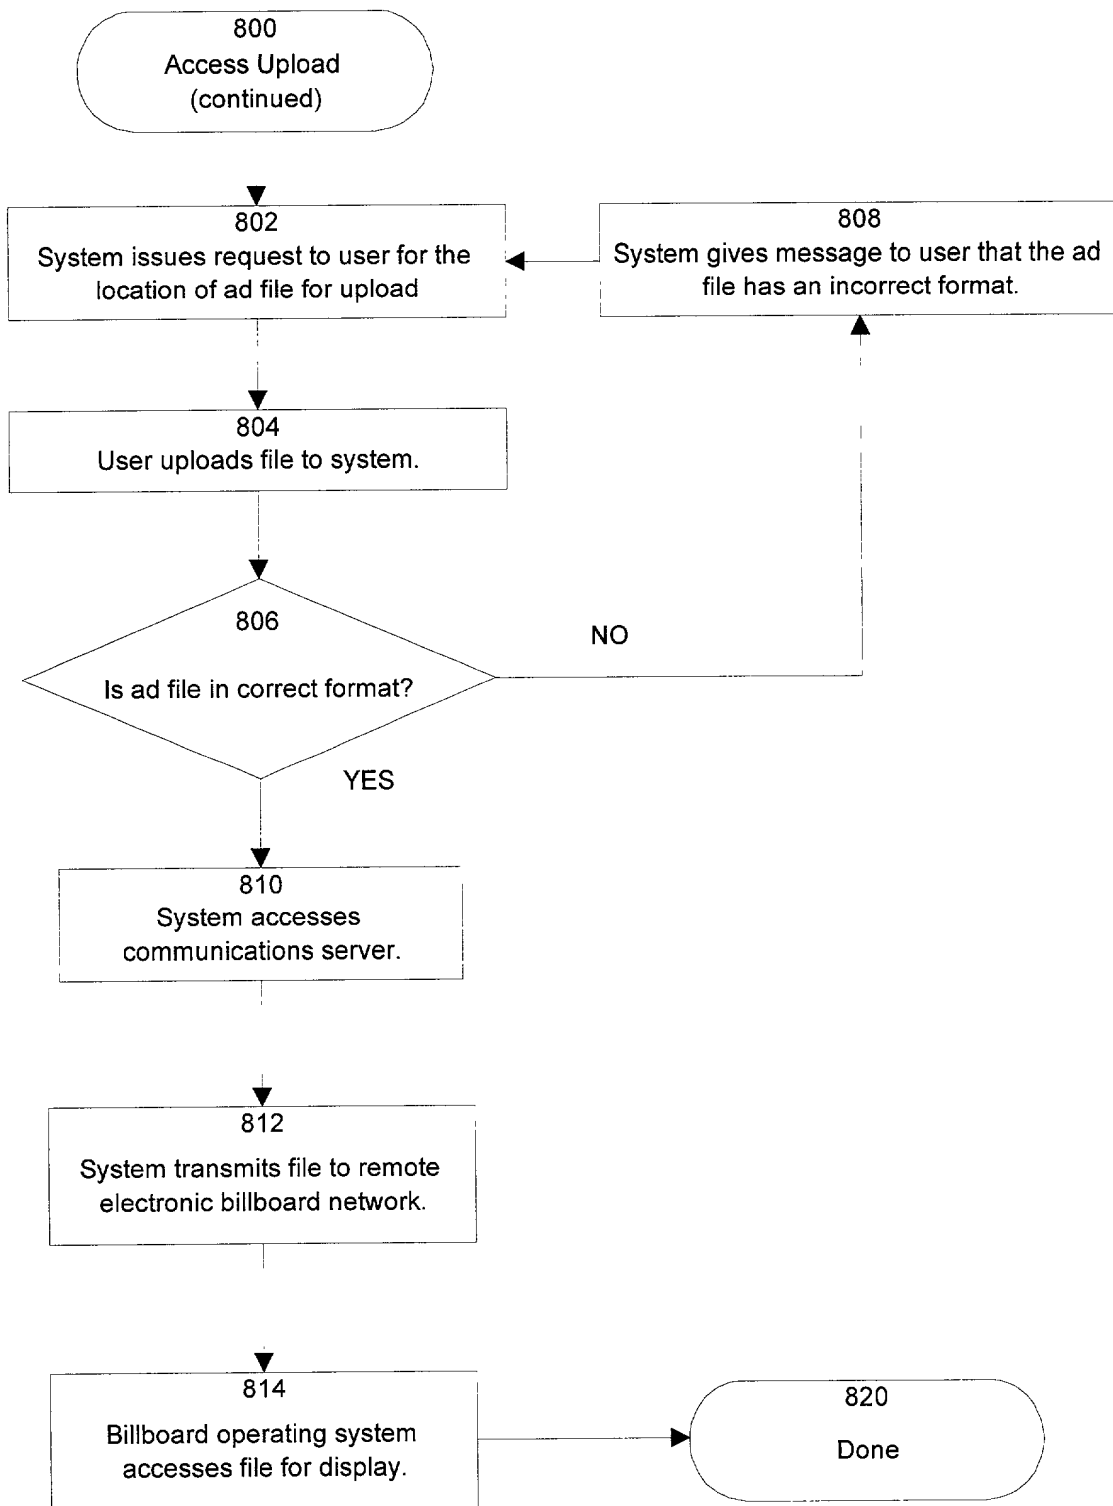 800
Access Upload
(continued)
802
System issues request to user for the
location of ad file for upload
808
System gives message to user that the ad
file has an incorrect format.
804
User uploads file to system.
806
Is ad file in correct format?
NO
YES
810
System accesses
communications server.
812
System transmits file to remote
electronic billboard network.
814
Billboard operating system
accesses file for display.
820
Done